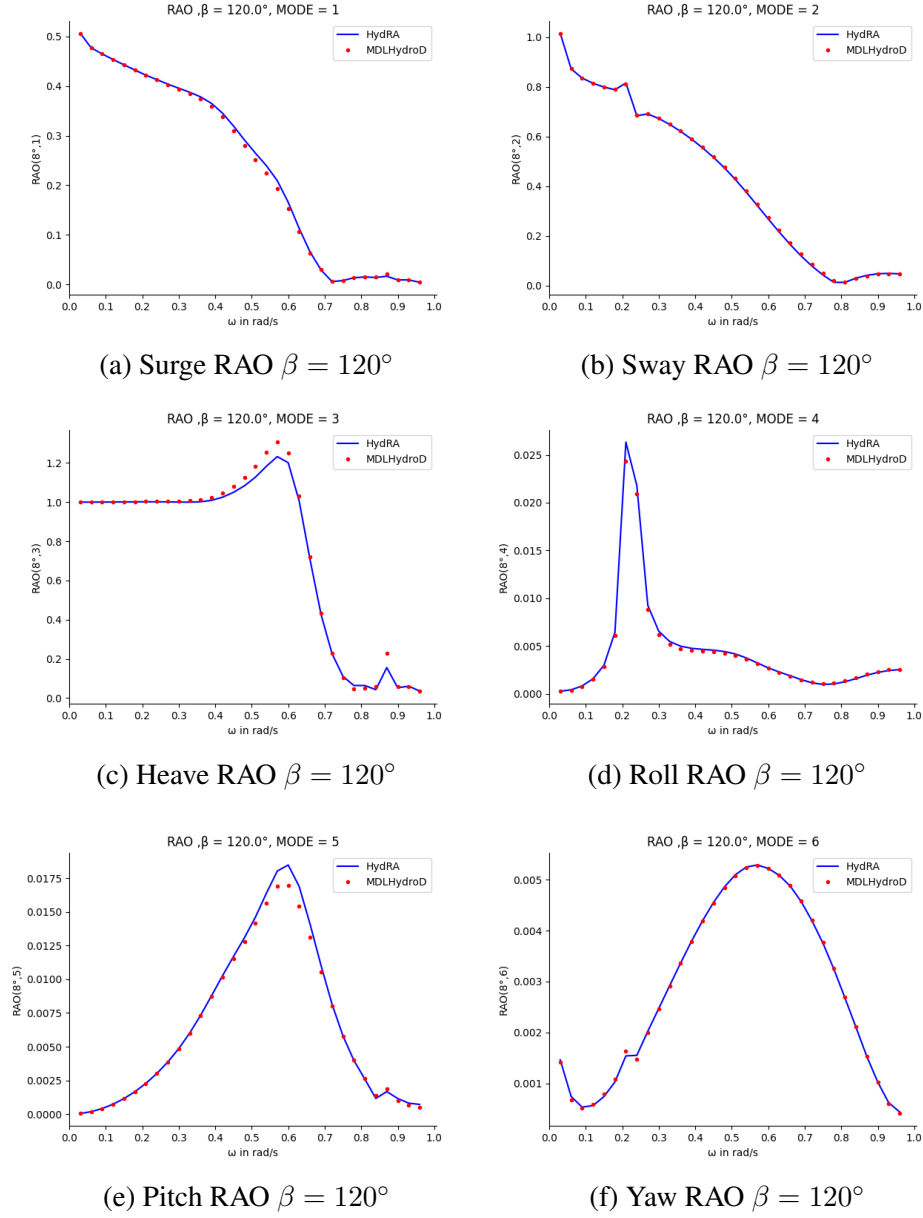 RAO ,β = 120.0°, MODE = 1
HydRA
MDLHydroD
RAO(8°,1)
0.5
0.4
0.3
0.2
0.1
0.0
0.0 0.1 0.2 0.3 0.4 0.5 0.6 0.7 0.8 0.9 1.0
ω in rad/s
(a) Surge RAO β = 120°
RAO ,β = 120.0°, MODE = 2
HydRA
MDLHydroD
RAO(8°,2)
1.0
0.8
0.6
0.4
0.2
0.0
0.0 0.1 0.2 0.3 0.4 0.5 0.6 0.7 0.8 0.9 1.0
ω in rad/s
(b) Sway RAO β = 120°
RAO ,β = 120.0°, MODE = 3
HydRA
MDLHydroD
RAO(8°,3)
1.2
1.0
0.8
0.6
0.4
0.2
0.0
0.0 0.1 0.2 0.3 0.4 0.5 0.6 0.7 0.8 0.9 1.0
ω in rad/s
(c) Heave RAO β = 120°
RAO ,β = 120.0°, MODE = 4
HydRA
MDLHydroD
RAO(8°,4)
0.025
0.020
0.015
0.010
0.005
0.000
0.0 0.1 0.2 0.3 0.4 0.5 0.6 0.7 0.8 0.9 1.0
ω in rad/s
(d) Roll RAO β = 120°
RAO ,β = 120.0°, MODE = 5
HydRA
MDLHydroD
RAO(8°,5)
0.0175
0.0150
0.0125
0.0100
0.0075
0.0050
0.0025
0.0000
0.0 0.1 0.2 0.3 0.4 0.5 0.6 0.7 0.8 0.9 1.0
ω in rad/s
(e) Pitch RAO β = 120°
RAO ,β = 120.0°, MODE = 6
HydRA
MDLHydroD
RAO(8°,6)
0.005
0.004
0.003
0.002
0.001
0.0 0.1 0.2 0.3 0.4 0.5 0.6 0.7 0.8 0.9 1.0
ω in rad/s
(f) Yaw RAO β = 120°